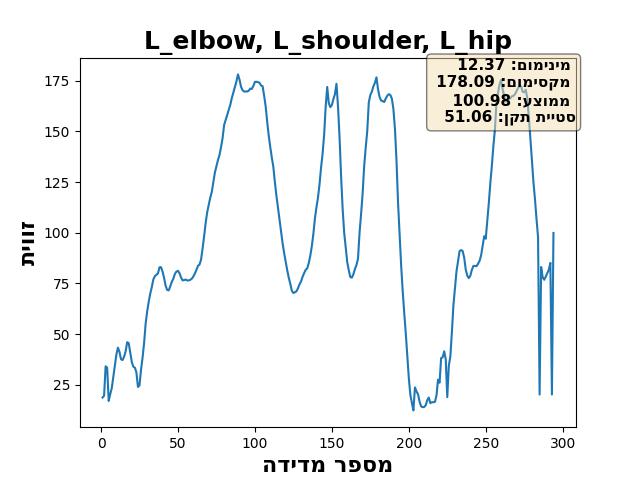 L_elbow, L_shoulder, L_hip
מינימום: 12.37
מקסימום: 178.09
ממוצע: 100.98
סטיית תקן: 51.06
175
150
125
100
75
50
25
זווית
0 50 100 150 200 250 300
מספר מדידה